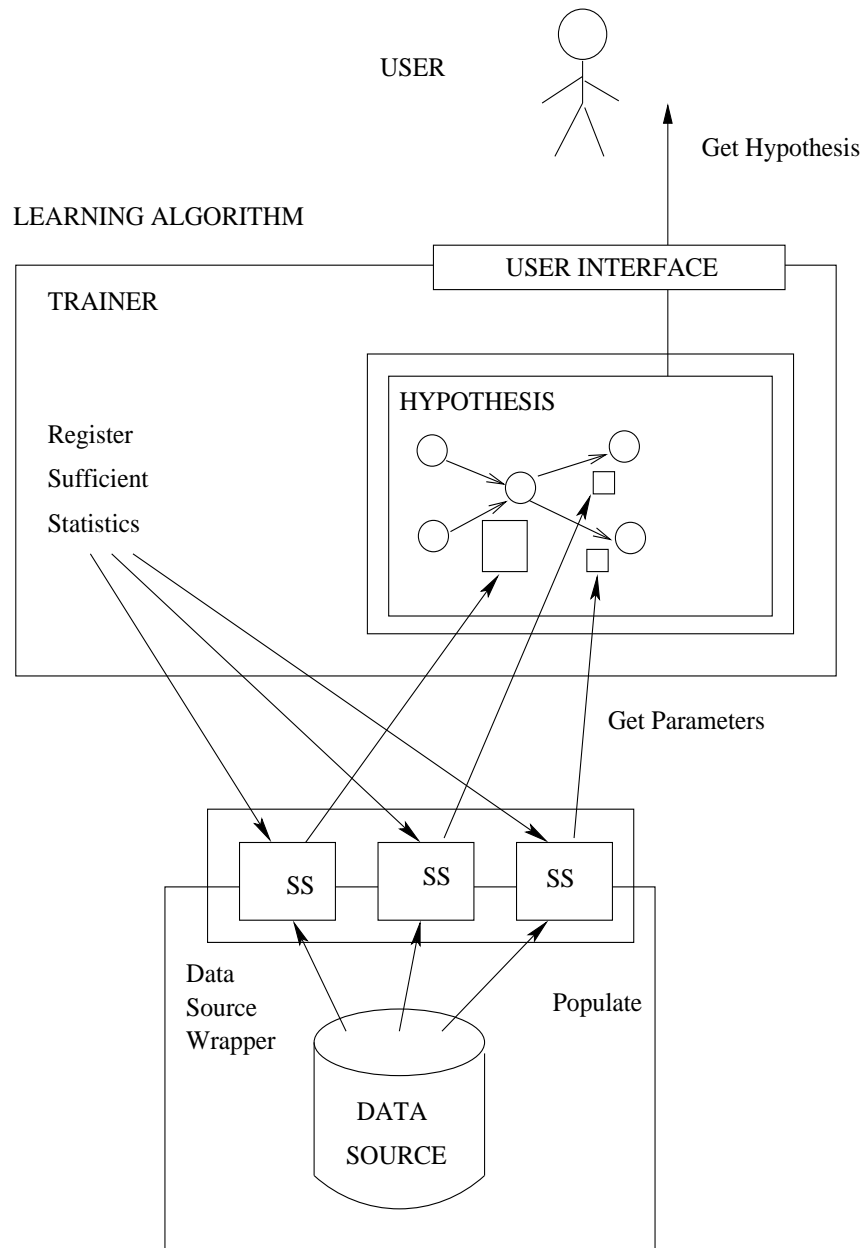 USER
Get Hypothesis
LEARNING ALGORITHM
USER INTERFACE
TRAINER
HYPOTHESIS
Register
Sufficient
Statistics
Get Parameters
SS
SS
SS
Data
Source
Wrapper
Populate
DATA
SOURCE